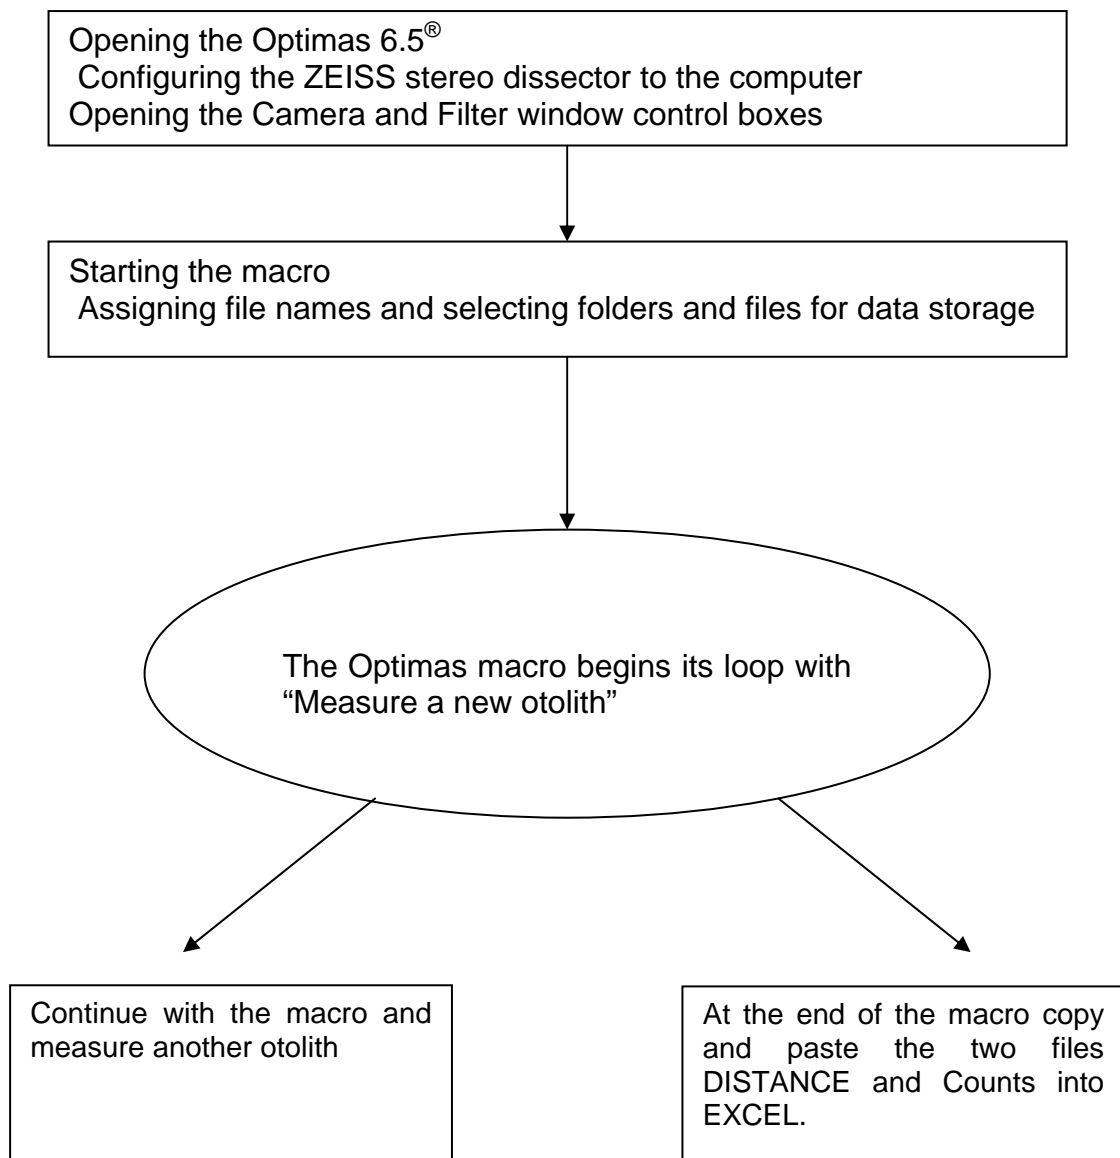 Opening the Optimas 6.5®
Configuring the ZEISS stereo dissector to the computer
Opening the Camera and Filter window control boxes
Starting the macro
Assigning file names and selecting folders and files for data storage
The Optimas macro begins its loop with
“Measure a new otolith”
Continue with the macro and
measure another otolith
At the end of the macro copy
and paste the two files
DISTANCE and Counts into
EXCEL.